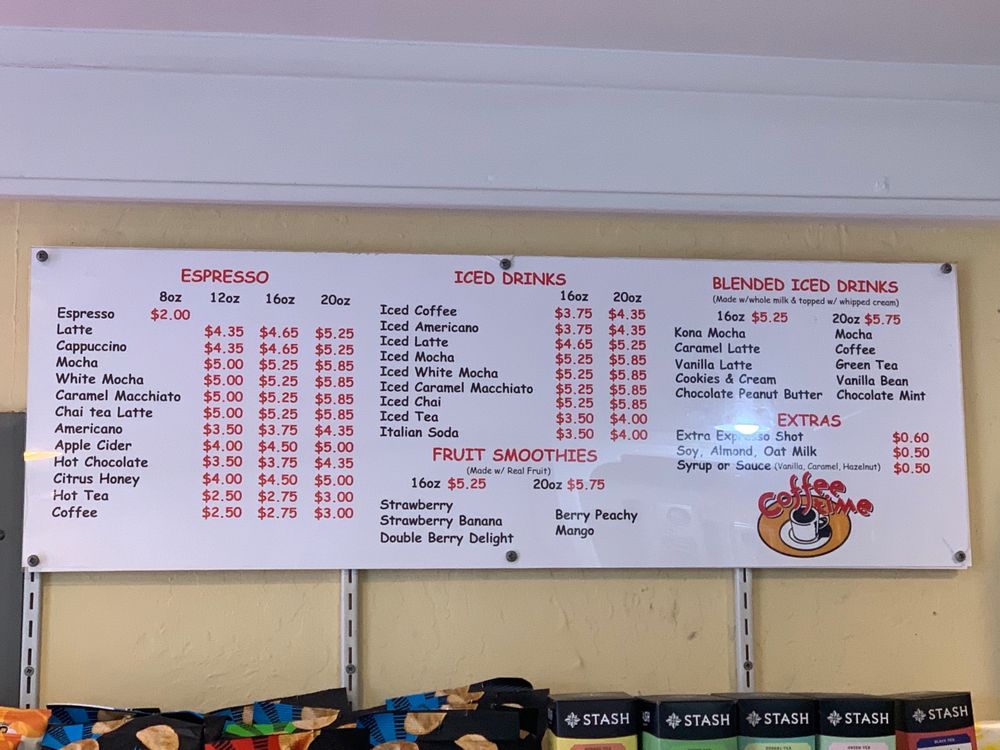 ESPRESSO
8oz 12oz 16oz 20oz
Espresso $2.00
Latte $4.35 $4.65 $5.25
Cappuccino $4.35 $4.65 $5.25
Mocha $5.00 $5.25 $5.85
White Mocha $5.00 $5.25 $5.85
Caramel Macchiato $5.00 $5.25 $5.85
Chai tea Latte $5.00 $5.25 $5.85
Americano $3.50 $3.75 $4.35
Apple Cider $4.00 $4.50 $5.00
Hot Chocolate $3.50 $3.75 $4.35
Citrus Honey $4.00 $4.50 $5.00
Hot Tea $2.50 $2.75 $3.00
Coffee $2.50 $2.75 $3.00
ICED DRINKS
16oz 20oz
Iced Coffee $3.75 $4.35
Iced Americano $3.75 $4.35
Iced Latte $4.65 $5.25
Iced Mocha $5.25 $5.85
Iced White Mocha $5.25 $5.85
Iced Caramel Macchiato $5.25 $5.85
Iced Chai $5.25 $5.85
Iced Tea $3.50 $4.00
Italian Soda $3.50 $4.00
FRUIT SMOOTHIES
(Made w/ Real Fruit)
16oz $5.25 20oz $5.75
Strawberry
Strawberry Banana
Double Berry Delight
Berry Peachy
Mango
BLENDED ICED DRINKS
(Made w/whole milk & topped w/ whipped cream)
16oz $5.25 20oz $5.75
Kona Mocha Mocha
Caramel Latte Coffee
Vanilla Latte Green Tea
Cookies & Cream Vanilla Bean
Chocolate Peanut Butter Chocolate Mint
EXTRAS
Extra Expresso Shot $0.60
Soy, Almond, Oat Milk $0.50
Syrup or Sauce (Vanilla, Caramel, Hazelnut) $0.50
Coffee Time
STASH
STASH
STASH
STASH
STASH